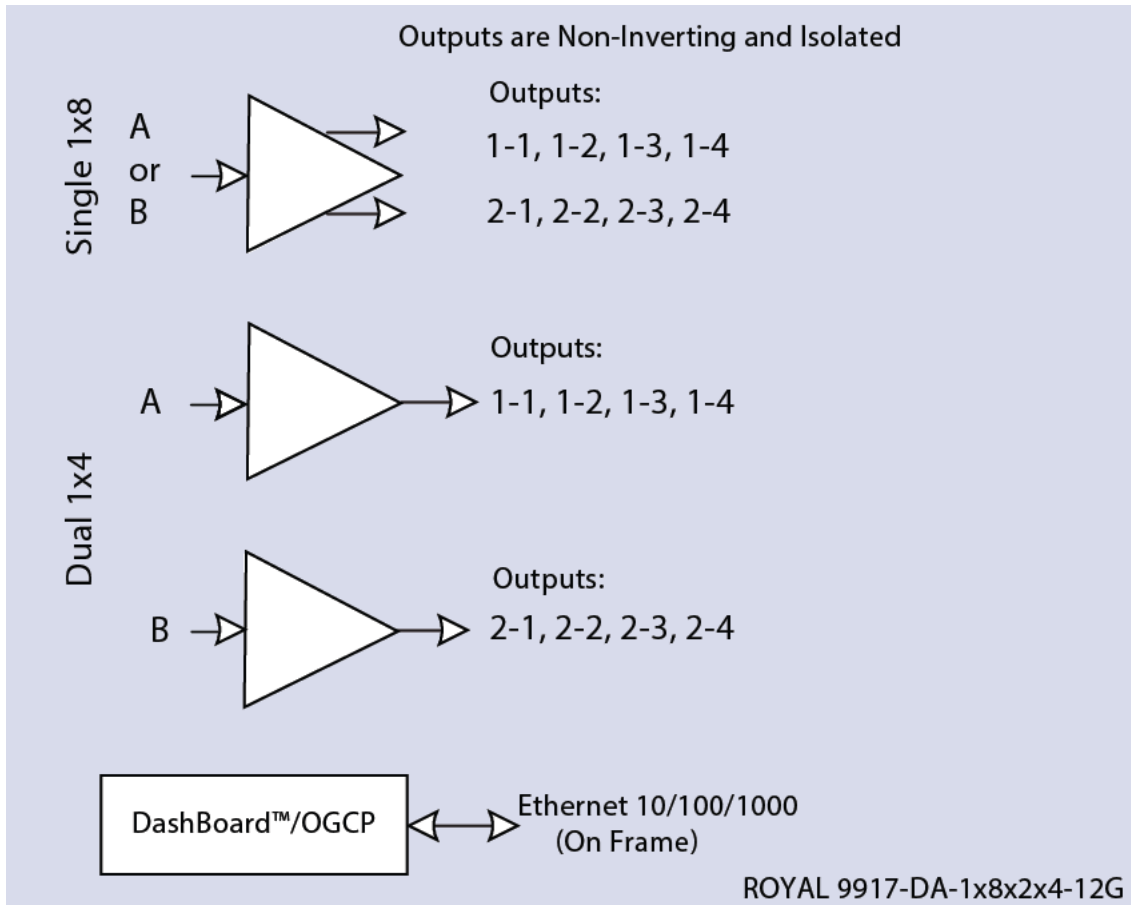 Outputs are Non-Inverting and Isolated
Single 1x8
A
or
B
Outputs:
1-1, 1-2, 1-3, 1-4
2-1, 2-2, 2-3, 2-4
Dual 1x4
A
Outputs:
1-1, 1-2, 1-3, 1-4
B
Outputs:
2-1, 2-2, 2-3, 2-4
DashBoard™/OGCP
Ethernet 10/100/1000
(On Frame)
ROYAL 9917-DA-1x8x2x4-12G